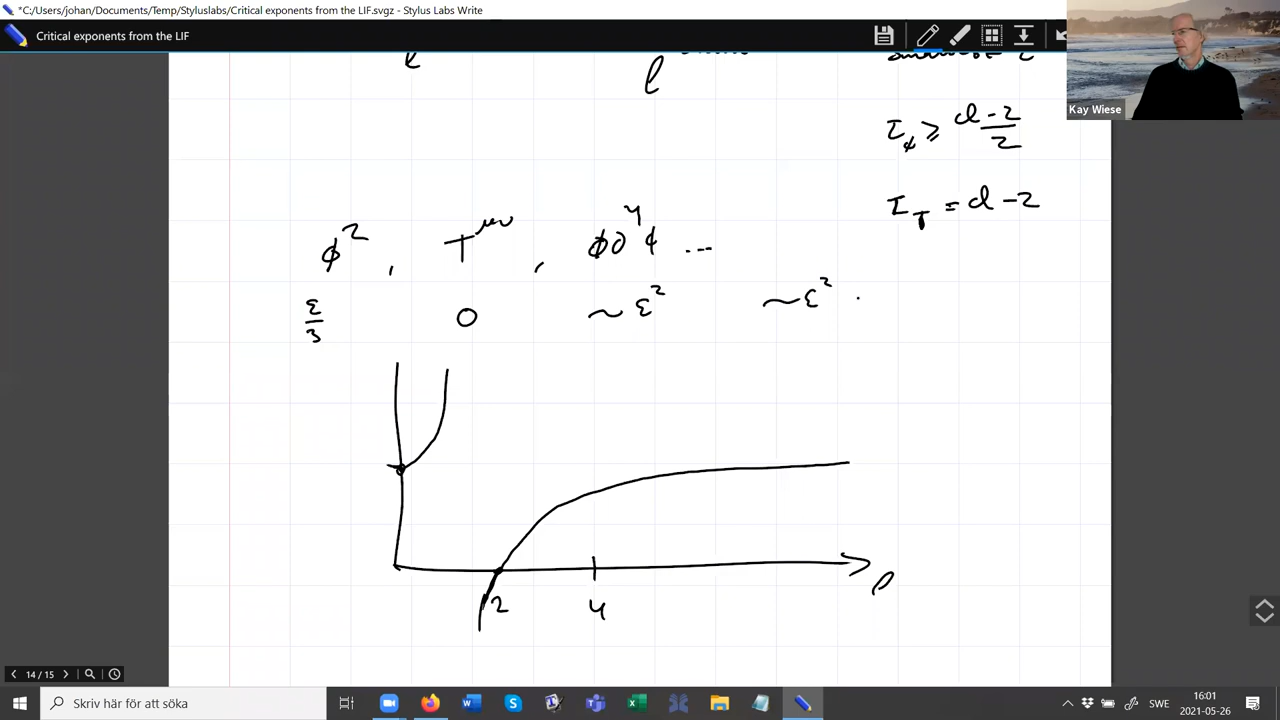 *C:/Users/johan/Documents/Temp/Styluslabs/Critical exponents from the LIF.svgz - Stylus Labs Write
Critical exponents from the LIF
Kay Wiese
ℓ
τ_ϕ ≥ (d-2)/2
τ_T = d-2
ϕ², T^{μν}, ϕ∂⁴ϕ ...
ε/3 0 ~ε² ~ε² .
2 4 ℓ
14 / 15
Skriv här för att söka
SWE
16:01
2021-05-26